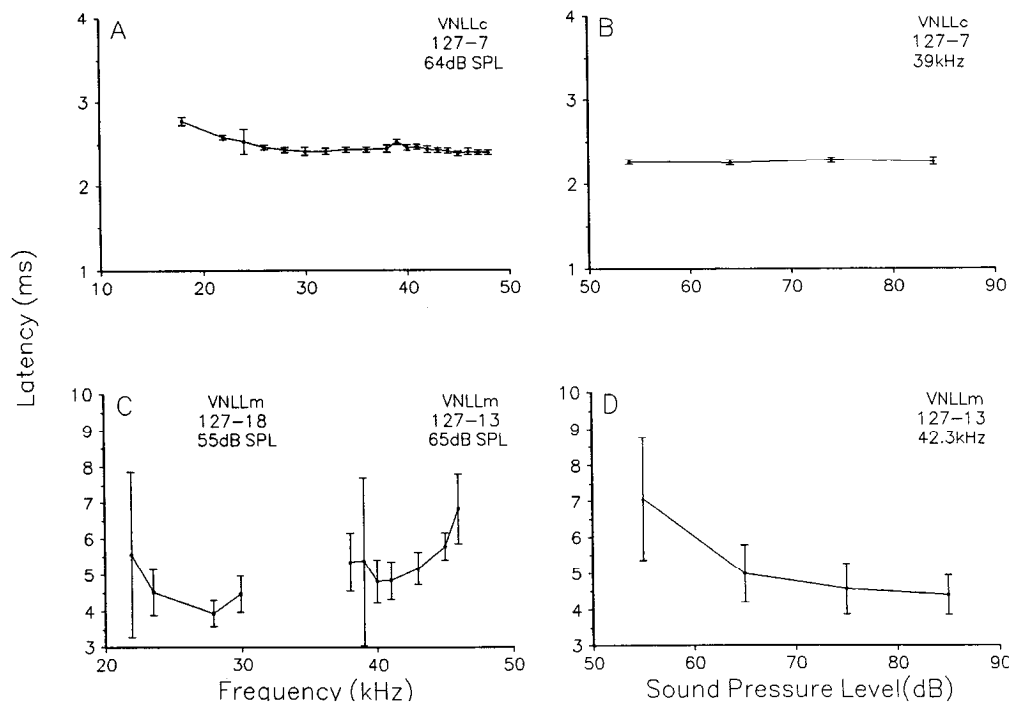 A
VNLLc
127-7
64dB SPL
4
3
2
1
10
20
30
40
50
B
VNLLc
127-7
39kHz
4
3
2
1
50
60
70
80
90
Latency (ms)
C
VNLLm
127-18
55dB SPL
VNLLm
127-13
65dB SPL
10
9
8
7
6
5
4
3
20
30
40
50
Frequency (kHz)
D
VNLLm
127-13
42.3kHz
10
9
8
7
6
5
4
3
50
60
70
80
90
Sound Pressure Level(dB)